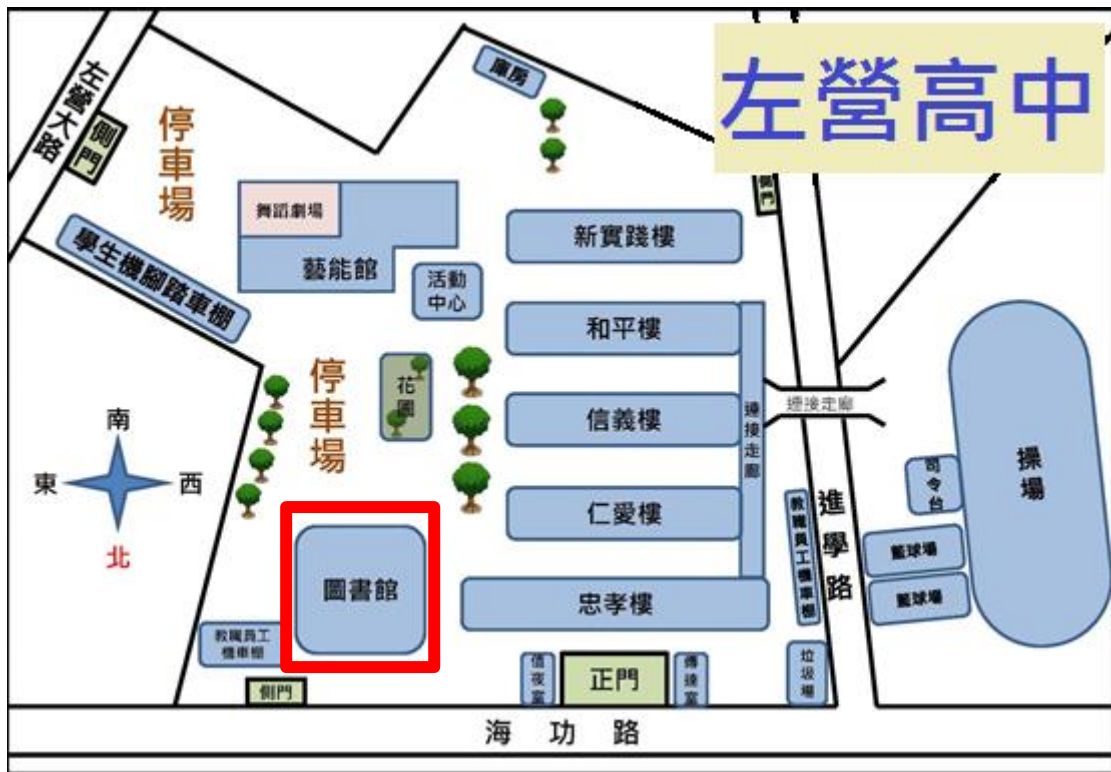 左營高中
庫房
左營大路
側門
停車場
側門
舞蹈劇場
藝能館
學生機腳踏車棚
活動
中心
新實踐樓
和平樓
停車場
花園
連接走廊
連接走廊
信義樓
南
東
西
北
操場
司令台
仁愛樓
教職員工機車棚
進學路
籃球場
籃球場
圖書館
忠孝樓
教職員工
機車棚
側門
值夜室
正門
傳達室
垃圾場
海功路